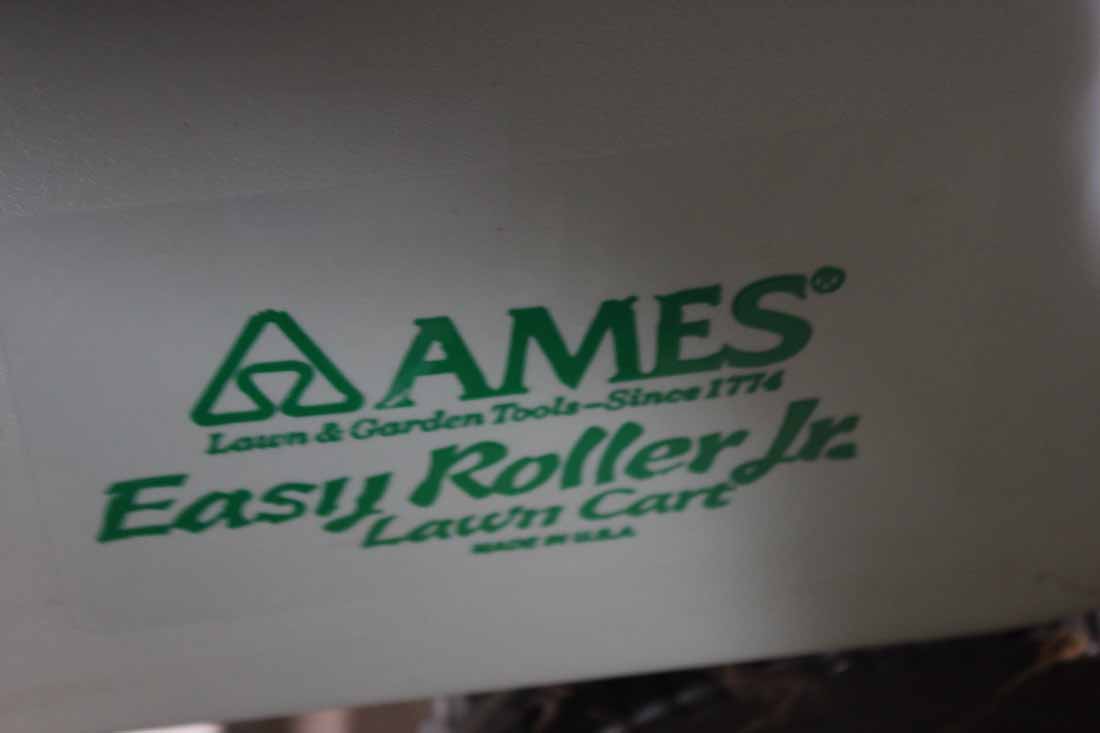 AMES®
Lawn & Garden Tools-Since 1774
Easy Roller Jr.
Lawn Cart
MADE IN U.S.A.